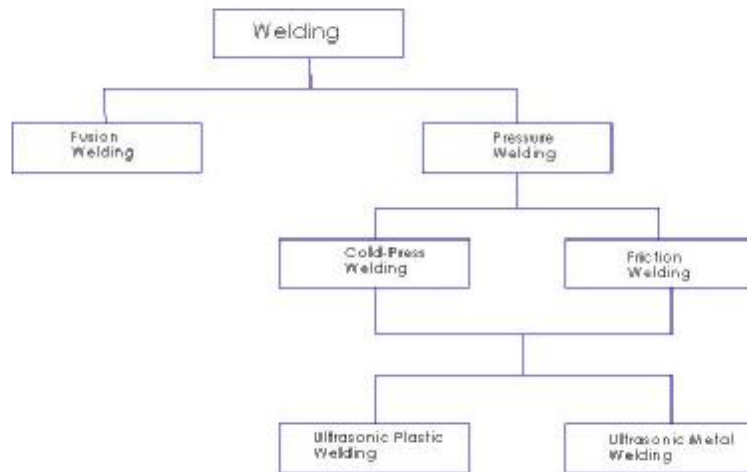 Welding
Fusion
Welding
Pressure
Welding
Cold-Press
Welding
Friction
Welding
Ultrasonic Plastic
Welding
Ultrasonic Metal
Welding